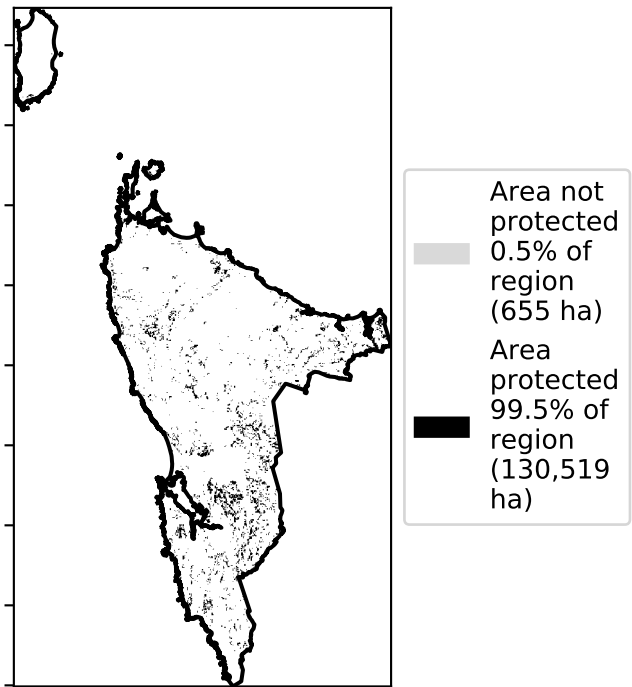 Area not
protected
0.5% of
region
(655 ha)
Area
protected
99.5% of
region
(130,519
ha)